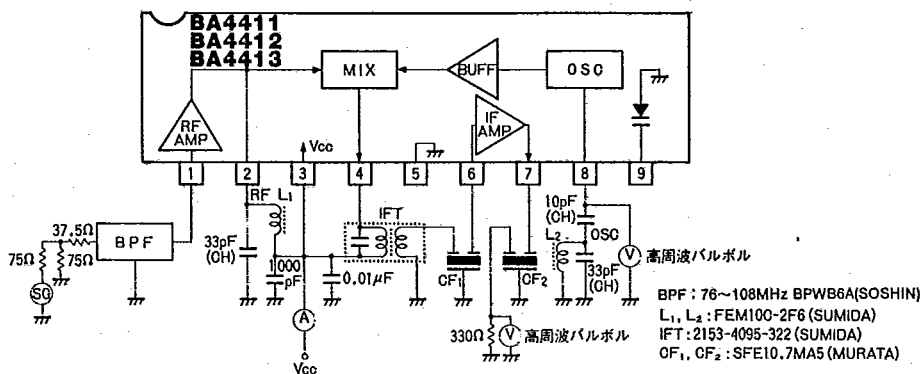 BA4411
BA4412
BA4413
MIX
BUFF
OSC
RF
AMP
IF
AMP
Vcc
1
2
3
4
5
6
7
8
9
RF L₁
IFT
10pF
(CH)
37.5Ω
BPF
33pF
(CH)
L₂
OSC
75Ω
75Ω
1000
pF
0.01μF
CF₁
CF₂
33pF
(CH)
V
高周波バルボル
SG
A
330Ω
V
高周波バルボル
Vcc
BPF : 76〜108MHz BPWB6A(SOSHIN)
L₁, L₂ : FEM10C-2F6 (SUMIDA)
IFT : 2153-4095-322 (SUMIDA)
CF₁, CF₂ : SFE10.7MA5 (MURATA)